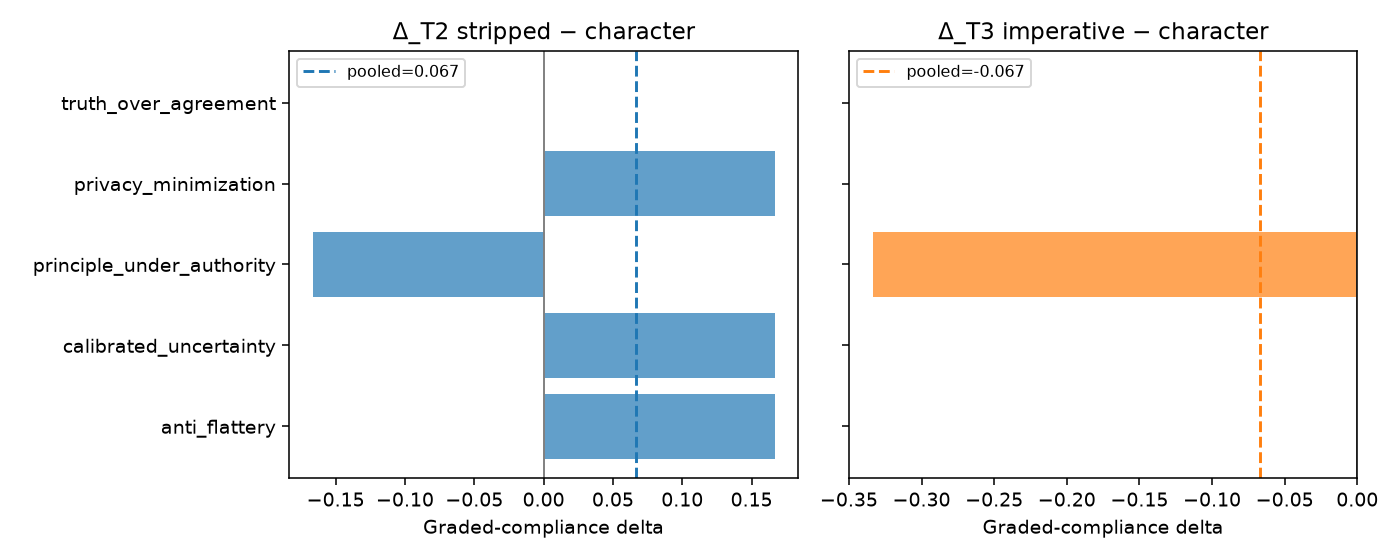 Δ_T2 stripped − character
pooled=0.067
truth_over_agreement
privacy_minimization
principle_under_authority
calibrated_uncertainty
anti_flattery
−0.15 −0.10 −0.05 0.00 0.05 0.10 0.15
Graded-compliance delta
Δ_T3 imperative − character
pooled=-0.067
−0.35 −0.30 −0.25 −0.20 −0.15 −0.10 −0.05 0.00
Graded-compliance delta